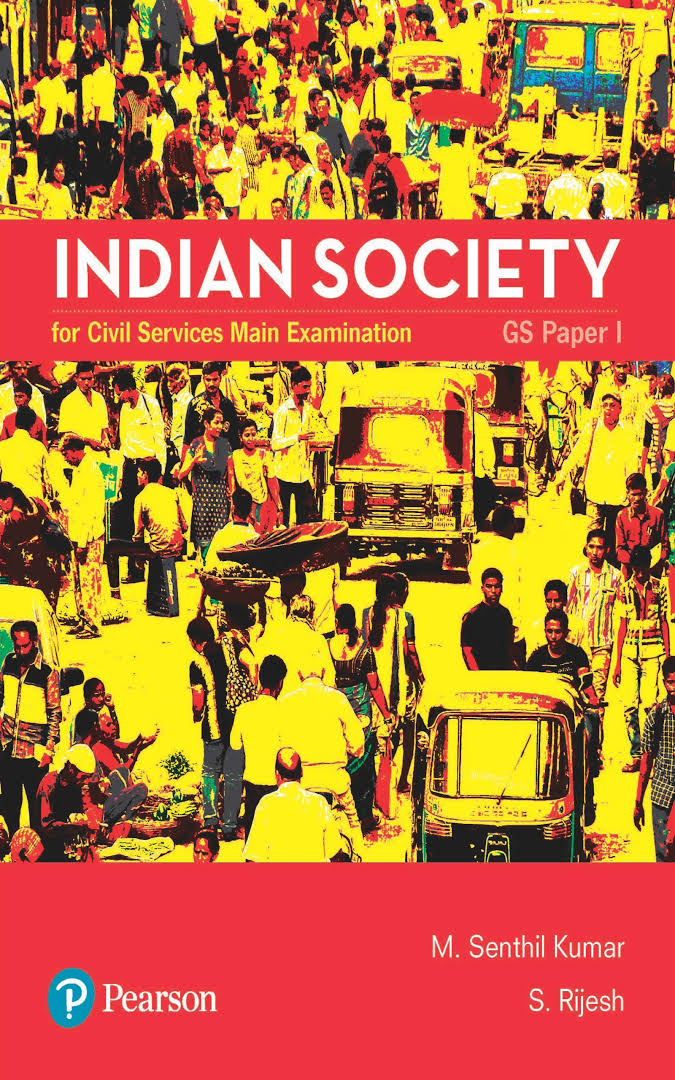 INDIAN SOCIETY
for Civil Services Main Examination GS Paper I
M. Senthil Kumar
S. Rijesh
P Pearson